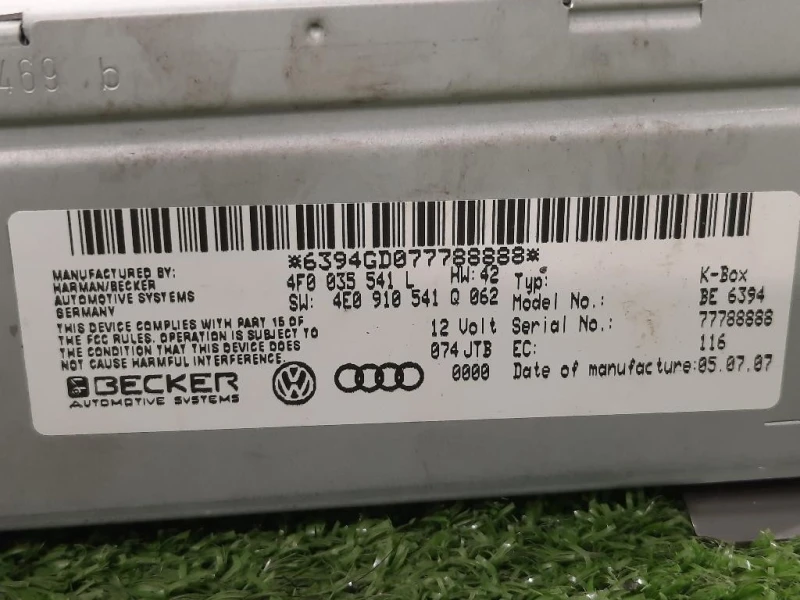 469 b
*6394GD077788888*
MANUFACTURED BY:
HARMAN/BECKER
AUTOMOTIVE SYSTEMS
GERMANY
4F0 035 541 L HW: 42
SW: 4E0 910 541 Q 062
Typ: K-Box
Model No.: BE 6394
THIS DEVICE COMPLIES WITH PART 15 OF
THE FCC RULES. OPERATION IS SUBJECT TO
THE CONDITION THAT THIS DEVICE DOES
NOT CAUSE HARMFUL INTERFERENCE.
12 Volt Serial No.: 77788888
074 JTB EC: 116
0000 Date of manufacture: 05.07.07
BECKER
AUTOMOTIVE SYSTEMS